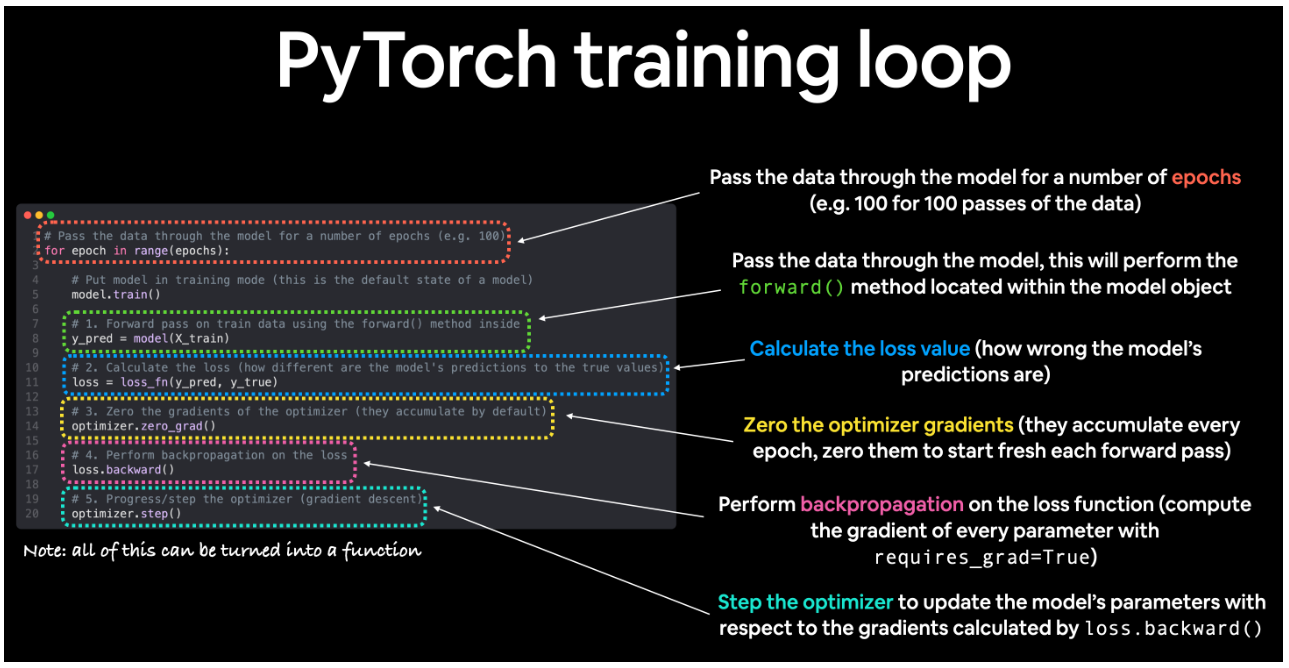 PyTorch training loop
1 # Pass the data through the model for a number of epochs (e.g. 100)
2 for epoch in range(epochs):
3
4 # Put model in training mode (this is the default state of a model)
5 model.train()
6
7 # 1. Forward pass on train data using the forward() method inside
8 y_pred = model(X_train)
9
10 # 2. Calculate the loss (how different are the model's predictions to the true values)
11 loss = loss_fn(y_pred, y_true)
12
13 # 3. Zero the gradients of the optimizer (they accumulate by default)
14 optimizer.zero_grad()
15
16 # 4. Perform backpropagation on the loss
17 loss.backward()
18
19 # 5. Progress/step the optimizer (gradient descent)
20 optimizer.step()
Note: all of this can be turned into a function
Pass the data through the model for a number of epochs
(e.g. 100 for 100 passes of the data)
Pass the data through the model, this will perform the
forward() method located within the model object
Calculate the loss value (how wrong the model's
predictions are)
Zero the optimizer gradients (they accumulate every
epoch, zero them to start fresh each forward pass)
Perform backpropagation on the loss function (compute
the gradient of every parameter with
requires_grad=True)
Step the optimizer to update the model's parameters with
respect to the gradients calculated by loss.backward()